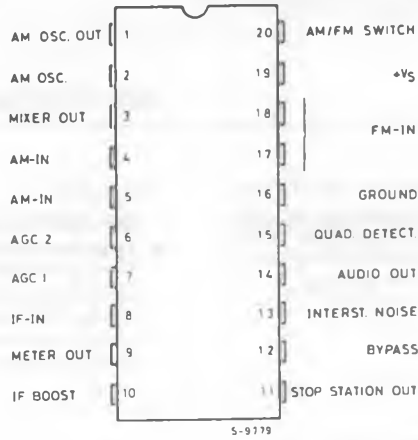 AM OSC. OUT 1 20 AM/FM SWITCH
AM OSC. 2 19 +Vs
MIXER OUT 3 18
FM-IN
AM-IN 4 17
AM-IN 5 16 GROUND
AGC 2 6 15 QUAD. DETECT.
AGC 1 7 14 AUDIO OUT
IF-IN 8 13 INTERST. NOISE
METER OUT 9 12 BYPASS
IF BOOST 10 11 STOP STATION OUT
S-9779